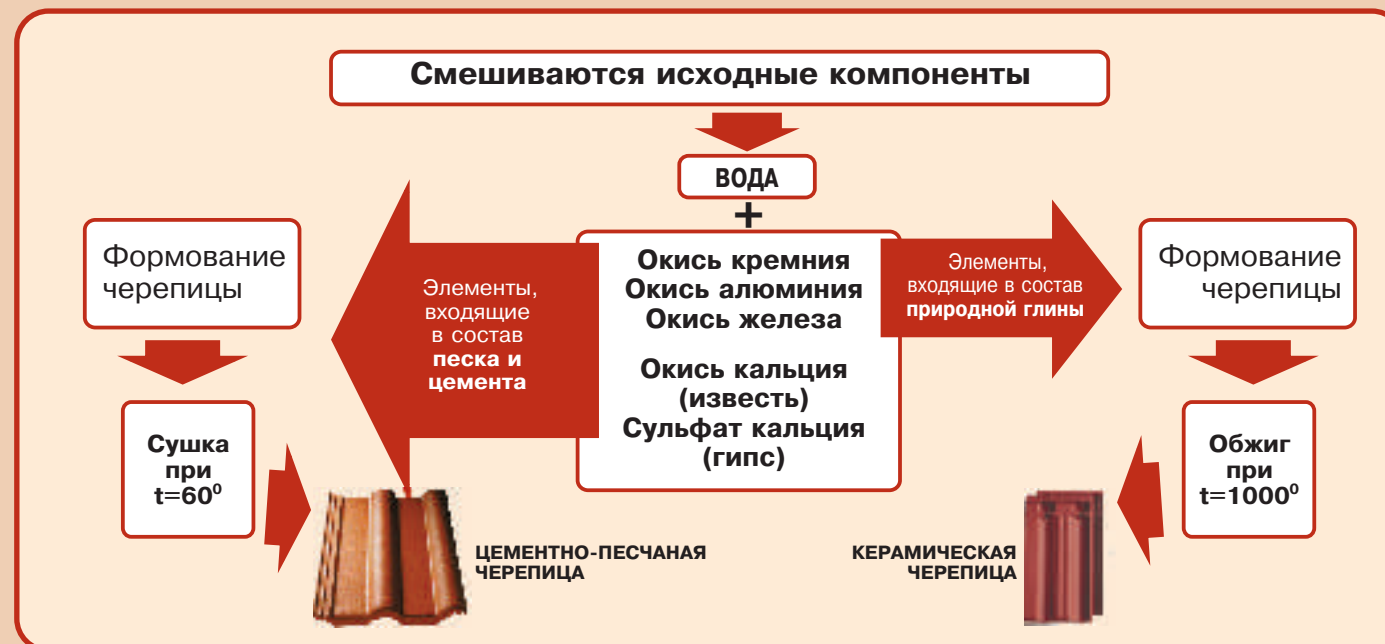 Смешиваются исходные компоненты
ВОДА
+
Формование
черепицы
Элементы,
входящие
в состав
песка и
цемента
Окись кремния
Окись алюминия
Окись железа
Окись кальция
(известь)
Сульфат кальция
(гипс)
Элементы,
входящие в состав
природной глины
Формование
черепицы
Сушка
при
t=60⁰
ЦЕМЕНТНО-ПЕСЧАНАЯ
ЧЕРЕПИЦА
КЕРАМИЧЕСКАЯ
ЧЕРЕПИЦА
Обжиг
при
t=1000⁰